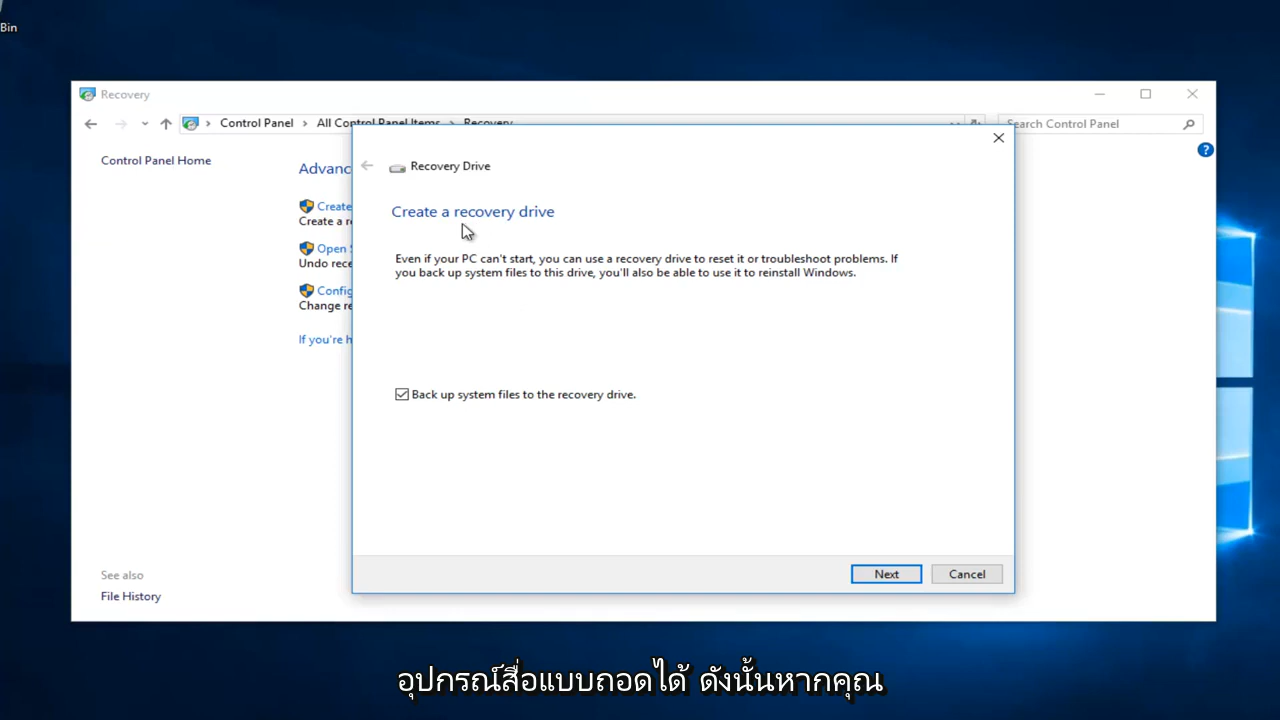 Bin
Recovery
Control Panel All Control Panel Items Recovery
Search Control Panel
Control Panel Home
Advanc
Create
Create a r
Open S
Undo rece
Config
Change re
If you're h
See also
File History
Recovery Drive
Create a recovery drive
Even if your PC can't start, you can use a recovery drive to reset it or troubleshoot problems. If
you back up system files to this drive, you'll also be able to use it to reinstall Windows.
Back up system files to the recovery drive.
Next Cancel
อุปกรณ์สื่อแบบถอดได้ ดังนั้นหากคุณ